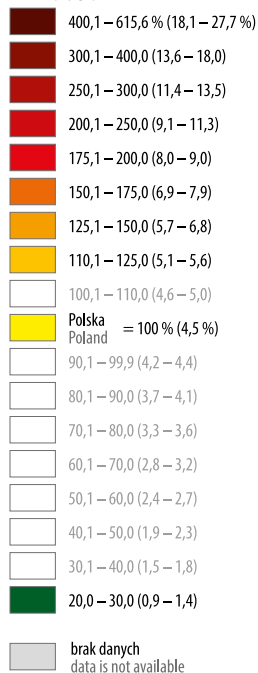 400,1 – 615,6 % (18,1 – 27,7 %)
300,1 – 400,0 (13,6 – 18,0)
250,1 – 300,0 (11,4 – 13,5)
200,1 – 250,0 (9,1 – 11,3)
175,1 – 200,0 (8,0 – 9,0)
150,1 – 175,0 (6,9 – 7,9)
125,1 – 150,0 (5,7 – 6,8)
110,1 – 125,0 (5,1 – 5,6)
100,1 – 110,0 (4,6 – 5,0)
Polska = 100 % (4,5 %)
Poland
90,1 – 99,9 (4,2 – 4,4)
80,1 – 90,0 (3,7 – 4,1)
70,1 – 80,0 (3,3 – 3,6)
60,1 – 70,0 (2,8 – 3,2)
50,1 – 60,0 (2,4 – 2,7)
40,1 – 50,0 (1,9 – 2,3)
30,1 – 40,0 (1,5 – 1,8)
20,0 – 30,0 (0,9 – 1,4)
brak danych
data is not available